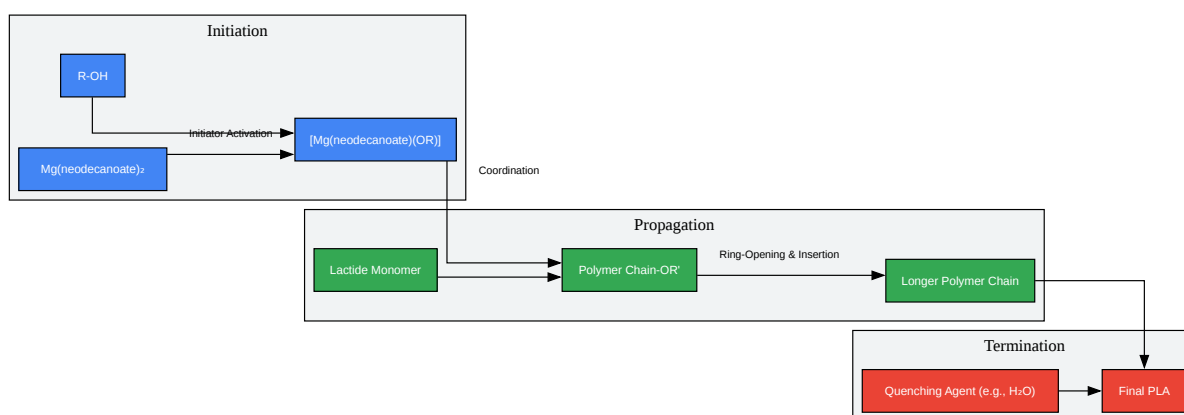 Initiation
R-OH
Initiator Activation
[Mg(neodecanoate)(OR)]
Mg(neodecanoate)₂
Coordination
Propagation
Lactide Monomer
Polymer Chain-OR'
Ring-Opening & Insertion
Longer Polymer Chain
Termination
Quenching Agent (e.g., H₂O)
Final PLA